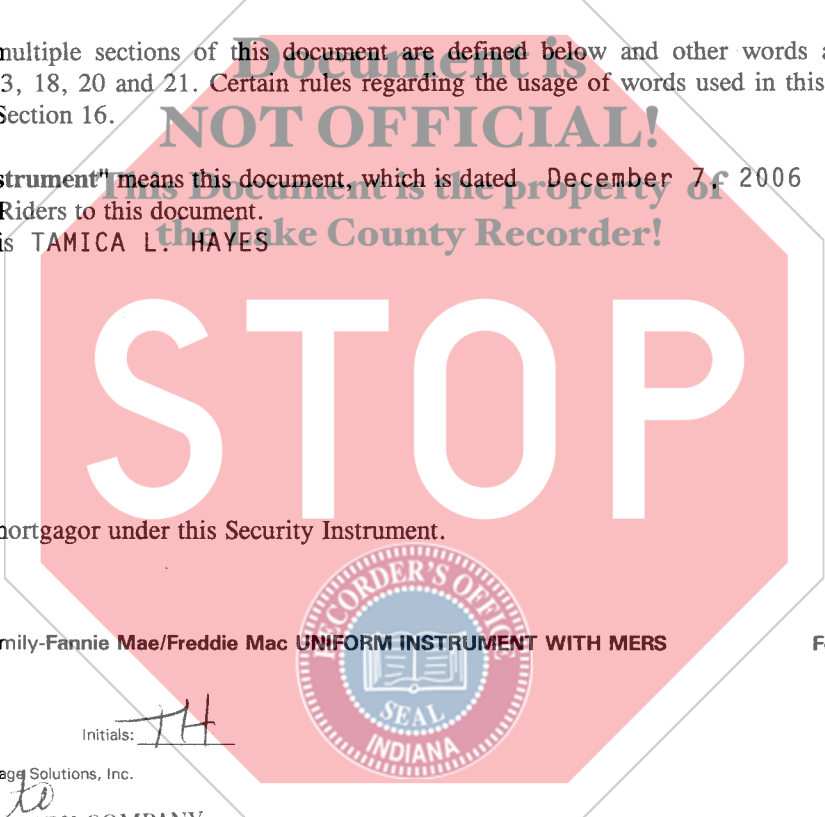 multiple sections of this document are defined below and other words
Document is
3, 18, 20 and 21. Certain rules regarding the usage of words used in this
Section 16.
NOT OFFICIAL!
strument" means this document, which is dated December 7, 2006
This Document is the property of
Riders to this document.
is TAMICA L. HAYES
the Lake County Recorder!
STOP
mortgagor under this Security Instrument.
RECORDER'S OFFICE
mily-Fannie Mae/Freddie Mac UNIFORM INSTRUMENT WITH MERS
SEAL
INDIANA
Initials: TH
age Solutions, Inc.
COMPANY